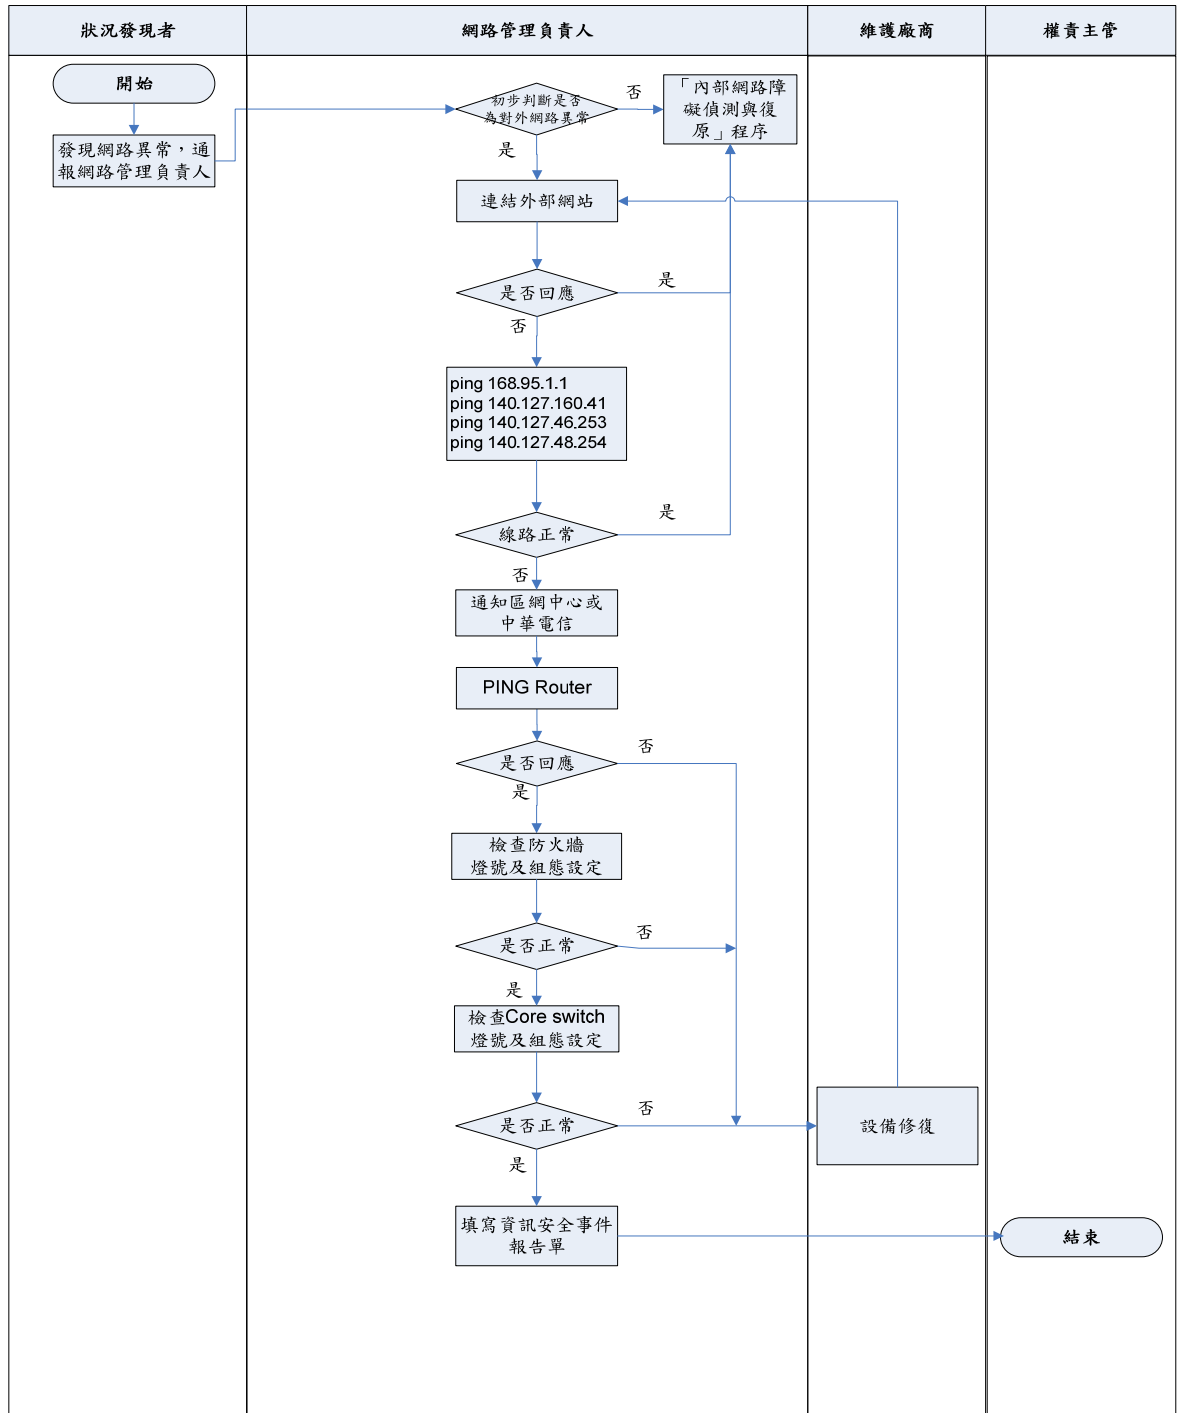 狀況發現者
網路管理負責人
維護廠商
權責主管
開始
發現網路異常，通
報網路管理負責人
初步判斷是否
為對外網路異常
否
「內部網路障
礙偵測與復
原」程序
是
連結外部網站
是否回應
是
否
ping 168.95.1.1
ping 140.127.160.41
ping 140.127.46.253
ping 140.127.48.254
線路正常
是
否
通知區網中心或
中華電信
PING Router
是否回應
否
是
檢查防火牆
燈號及組態設定
是否正常
否
是
檢查Core switch
燈號及組態設定
是否正常
否
設備修復
是
填寫資訊安全事件
報告單
結束